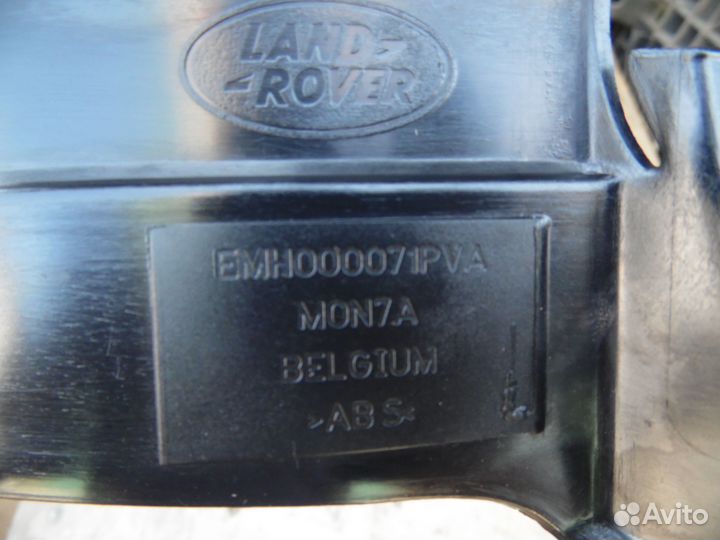 LAND
ROVER
EMH000071PVA
MON7A
BELGIUM
>ABS<
Avito